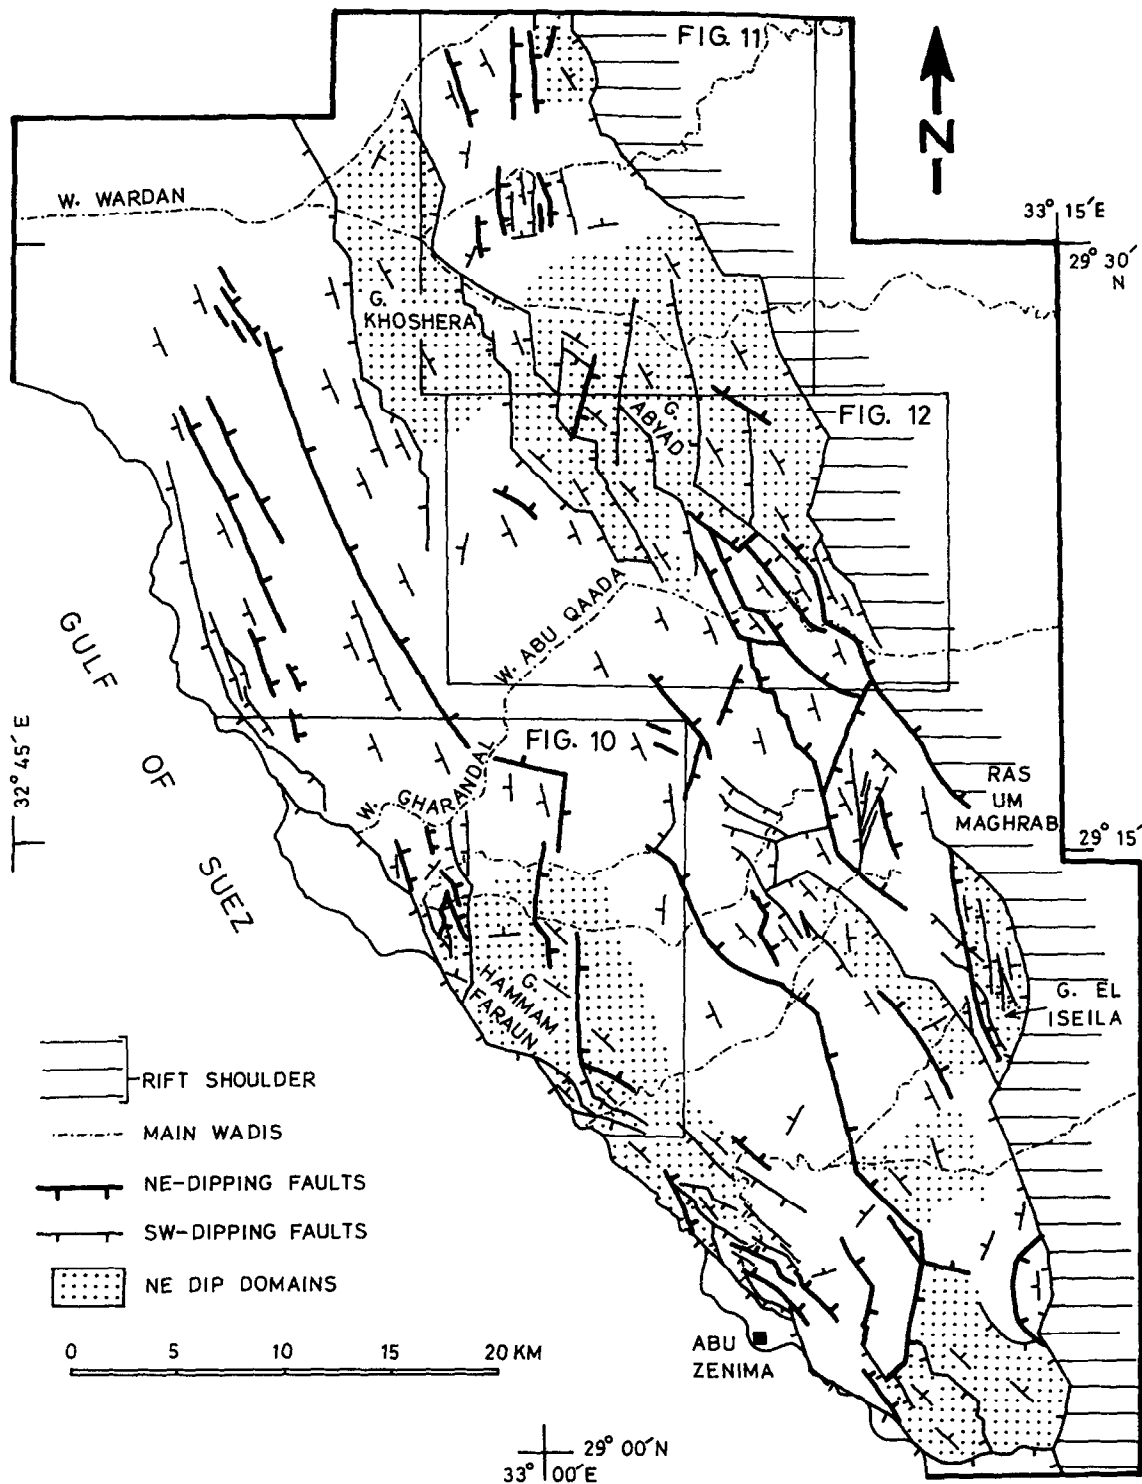 FIG. 11
N
W. WARDAN
33° 15´E
29° 30´
N
G.
KHOSHERA
G.
ABYAD
FIG. 12
W. ABU QAADA
GULF
OF
SUEZ
32° 45´E
FIG. 10
W. GHARANDAL
RAS
UM
MAGHRAB
29° 15´
G.
HAMMAM
FARAUN
G. EL
ISEILA
RIFT SHOULDER
MAIN WADIS
NE-DIPPING FAULTS
SW-DIPPING FAULTS
NE DIP DOMAINS
0 5 10 15 20 KM
ABU
ZENIMA
29° 00´N
33° 00´E